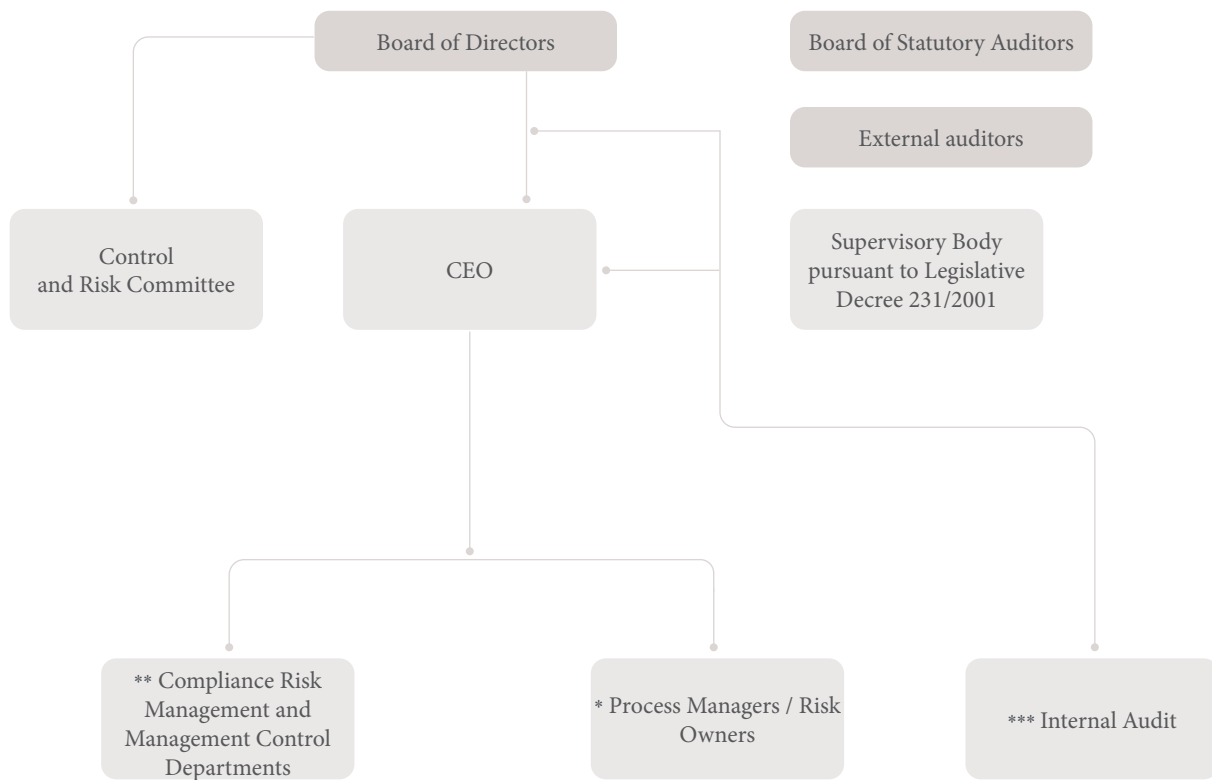 Board of Directors
Board of Statutory Auditors
External auditors
Control
and Risk Committee
CEO
Supervisory Body
pursuant to Legislative
Decree 231/2001
** Compliance Risk
Management and
Management Control
Departments
* Process Managers / Risk
Owners
*** Internal Audit